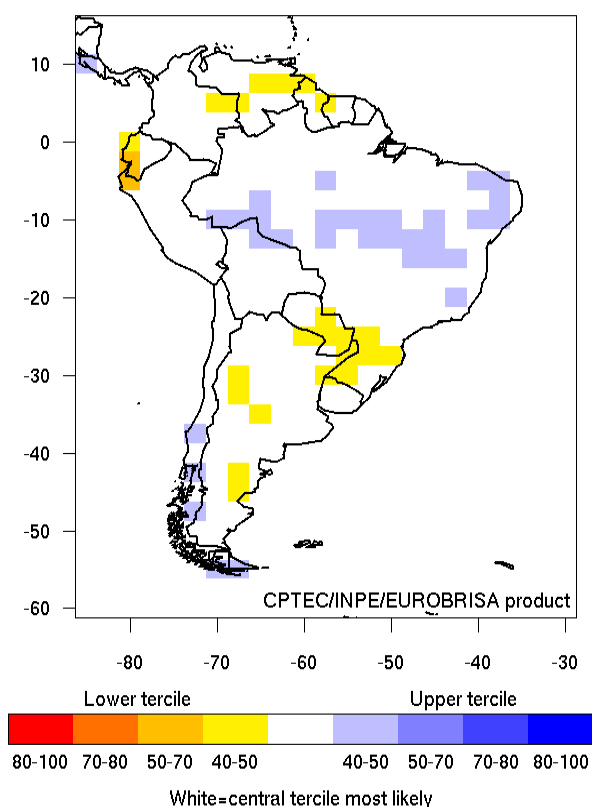 10
0
-10
-20
-30
-40
-50
-60
CPTEC/INPE/EUROBRISA product
-80 -70 -60 -50 -40 -30
Lower tercile Upper tercile
80-100 70-80 50-70 40-50 40-50 50-70 70-80 80-100
White=central tercile most likely